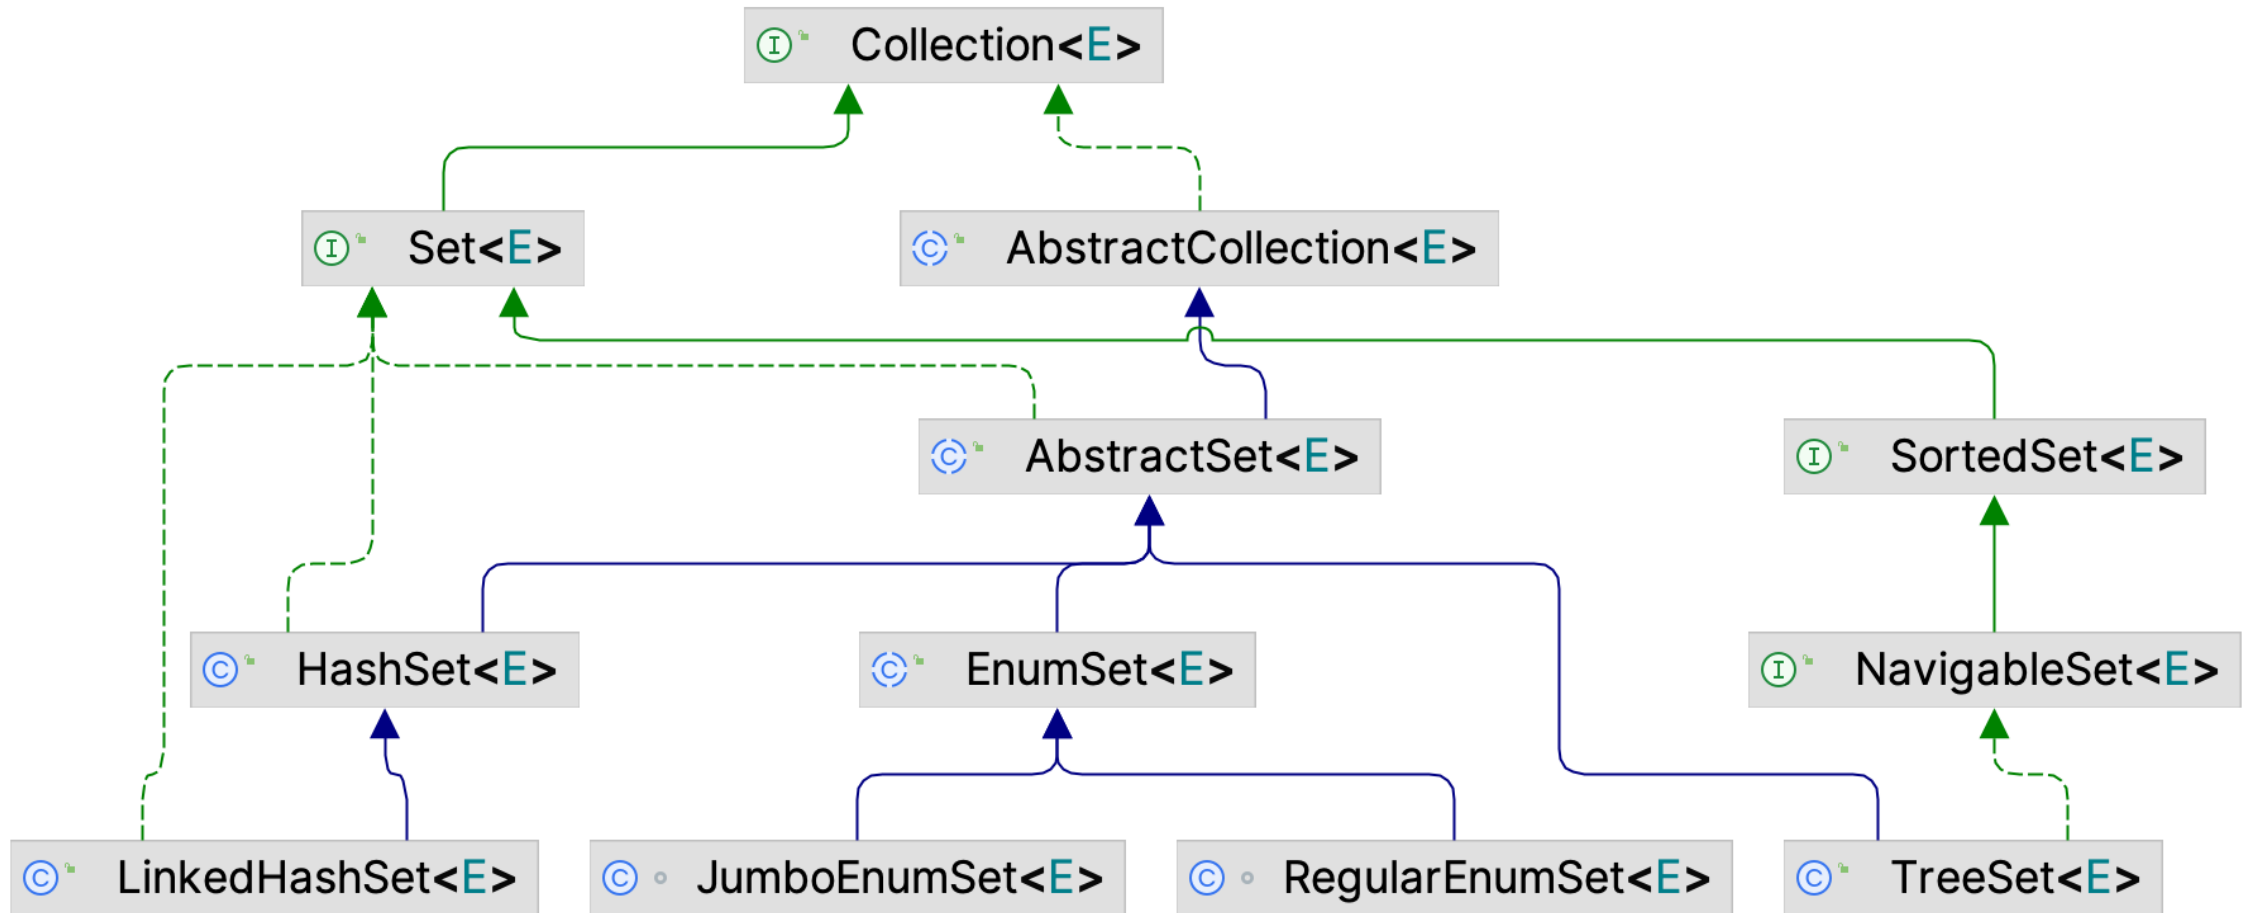 I Collection<E>
I Set<E>
C AbstractCollection<E>
C AbstractSet<E>
I SortedSet<E>
C HashSet<E>
C EnumSet<E>
I NavigableSet<E>
C LinkedHashSet<E>
C JumboEnumSet<E>
C RegularEnumSet<E>
C TreeSet<E>